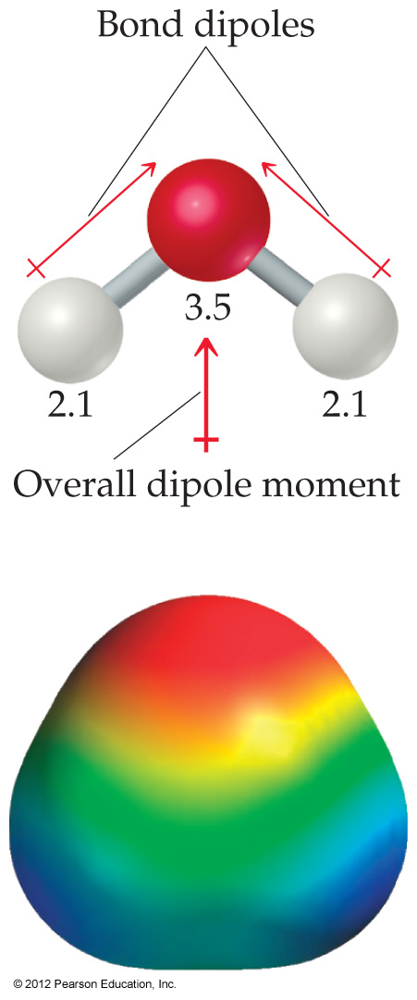 Bond dipoles
3.5
2.1
2.1
Overall dipole moment
© 2012 Pearson Education, Inc.